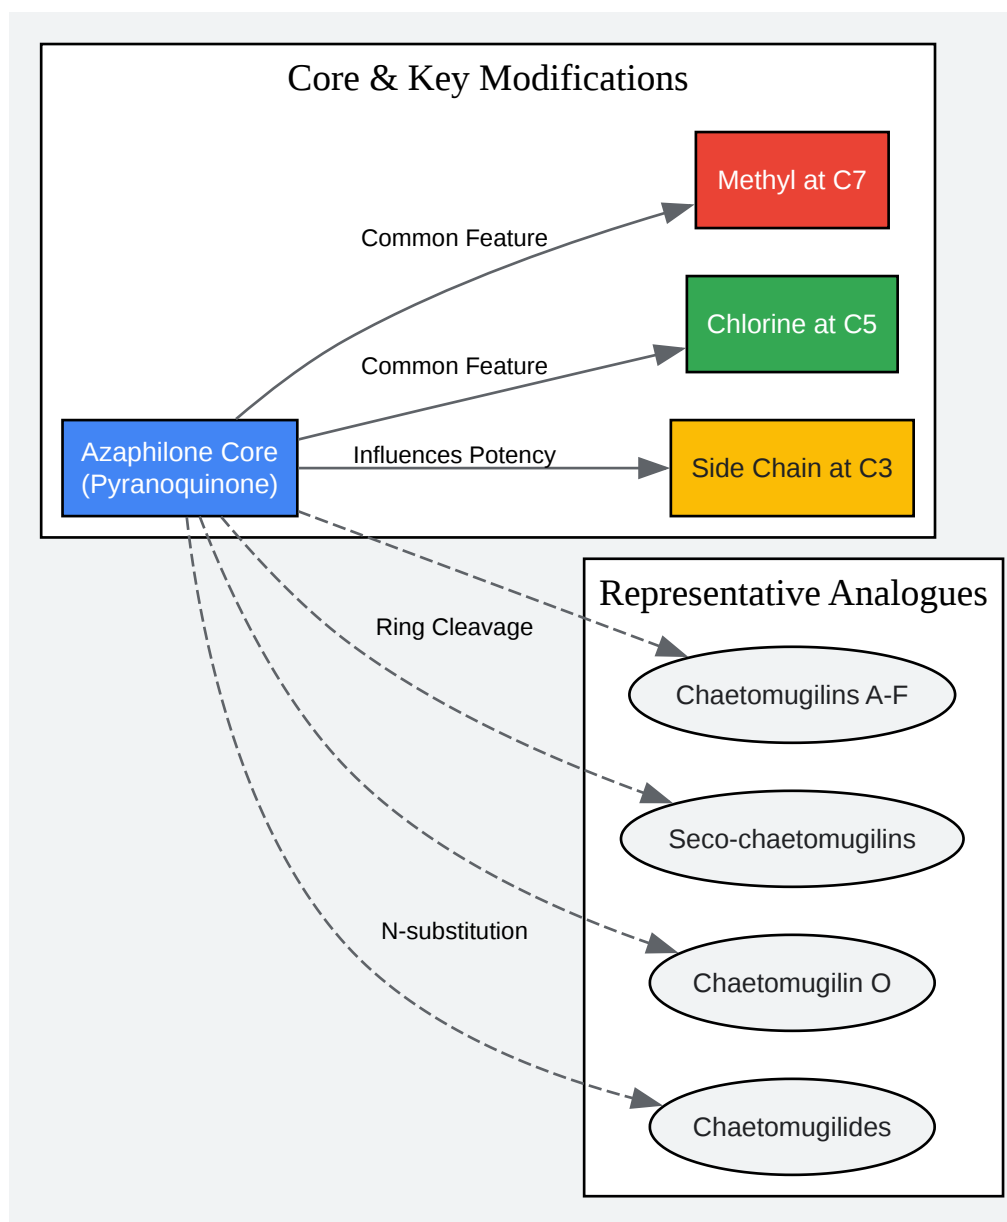 Core & Key Modifications
Methyl at C7
Common Feature
Chlorine at C5
Common Feature
Azaphilone Core
(Pyranoquinone)
Influences Potency
Side Chain at C3
Representative Analogues
Ring Cleavage
Chaetomugilins A-F
Seco-chaetomugilins
N-substitution
Chaetomugilin O
Chaetomugilides